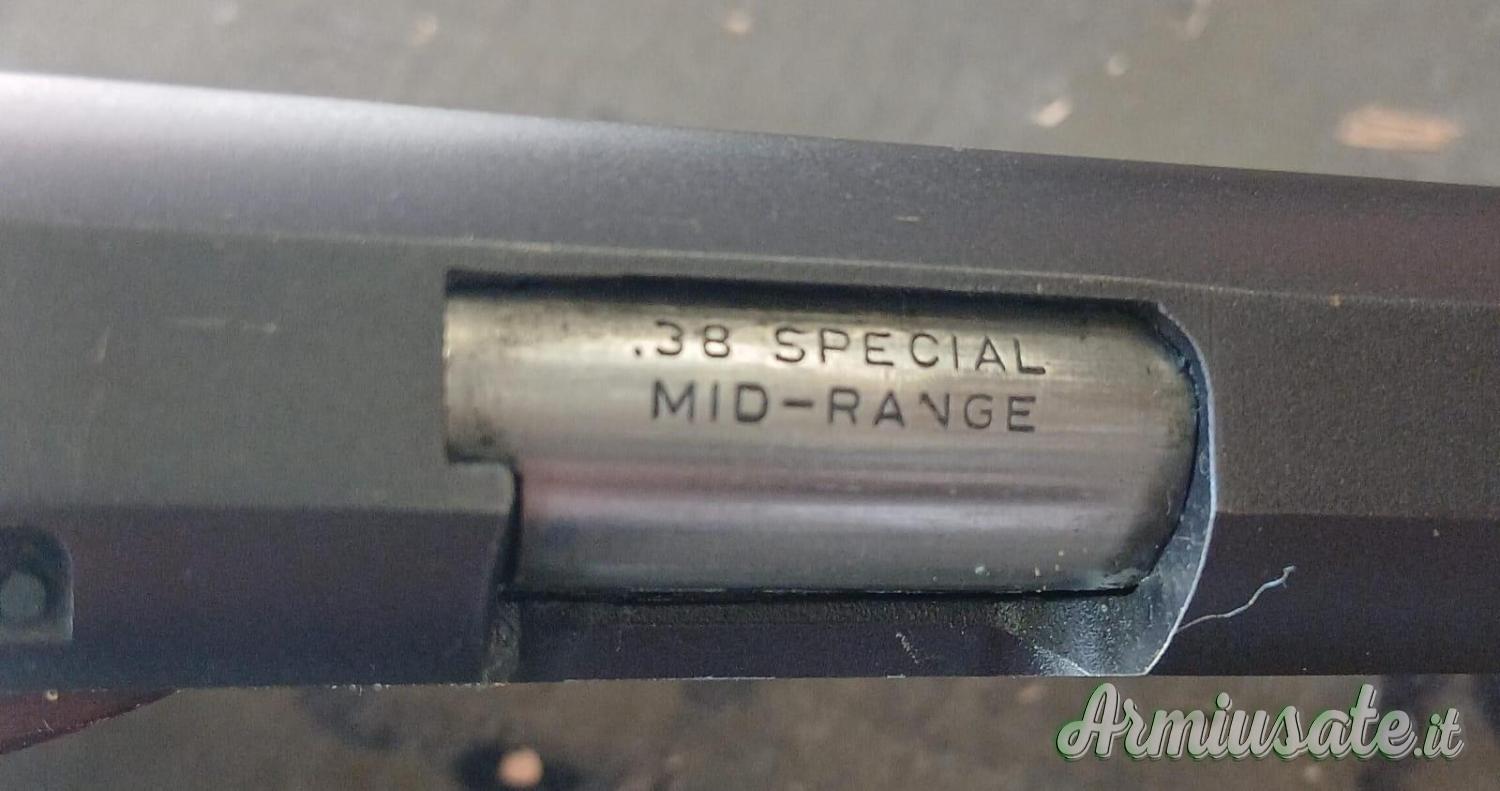 .38 SPECIAL
MID-RANGE
Armiusate.it